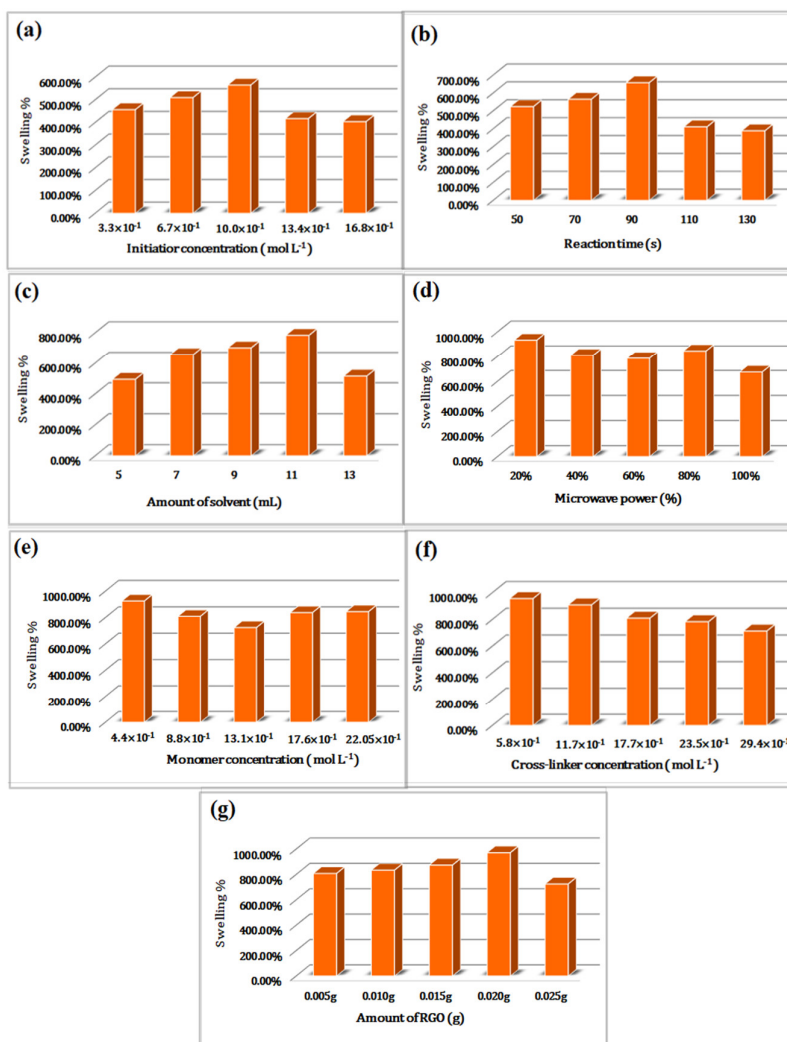 (a)
600.00%
500.00%
400.00%
300.00%
200.00%
100.00%
0.00%
Swelling %
3.3×10-1 6.7×10-1 10.0×10-1 13.4×10-1 16.8×10-1
Initiatior concentration ( mol L-1)
(b)
700.00%
600.00%
500.00%
400.00%
300.00%
200.00%
100.00%
0.00%
Swelling %
50 70 90 110 130
Reaction time (s)
(c)
800.00%
600.00%
400.00%
200.00%
0.00%
Swelling %
5 7 9 11 13
Amount of solvent (mL)
(d)
1000.00%
800.00%
600.00%
400.00%
200.00%
0.00%
Swelling %
20% 40% 60% 80% 100%
Microwave power (%)
(e)
1000.00%
800.00%
600.00%
400.00%
200.00%
0.00%
Swelling %
4.4×10-1 8.8×10-1 13.1×10-1 17.6×10-1 22.05×10-1
Monomer concentration ( mol L-1)
(f)
1000.00%
800.00%
600.00%
400.00%
200.00%
0.00%
Swelling %
5.8×10-1 11.7×10-1 17.7×10-1 23.5×10-1 29.4×10-1
Cross-linker concentration ( mol L-1)
(g)
1000.00%
800.00%
600.00%
400.00%
200.00%
0.00%
Swelling %
0.005g 0.010g 0.015g 0.020g 0.025g
Amount of RGO (g)